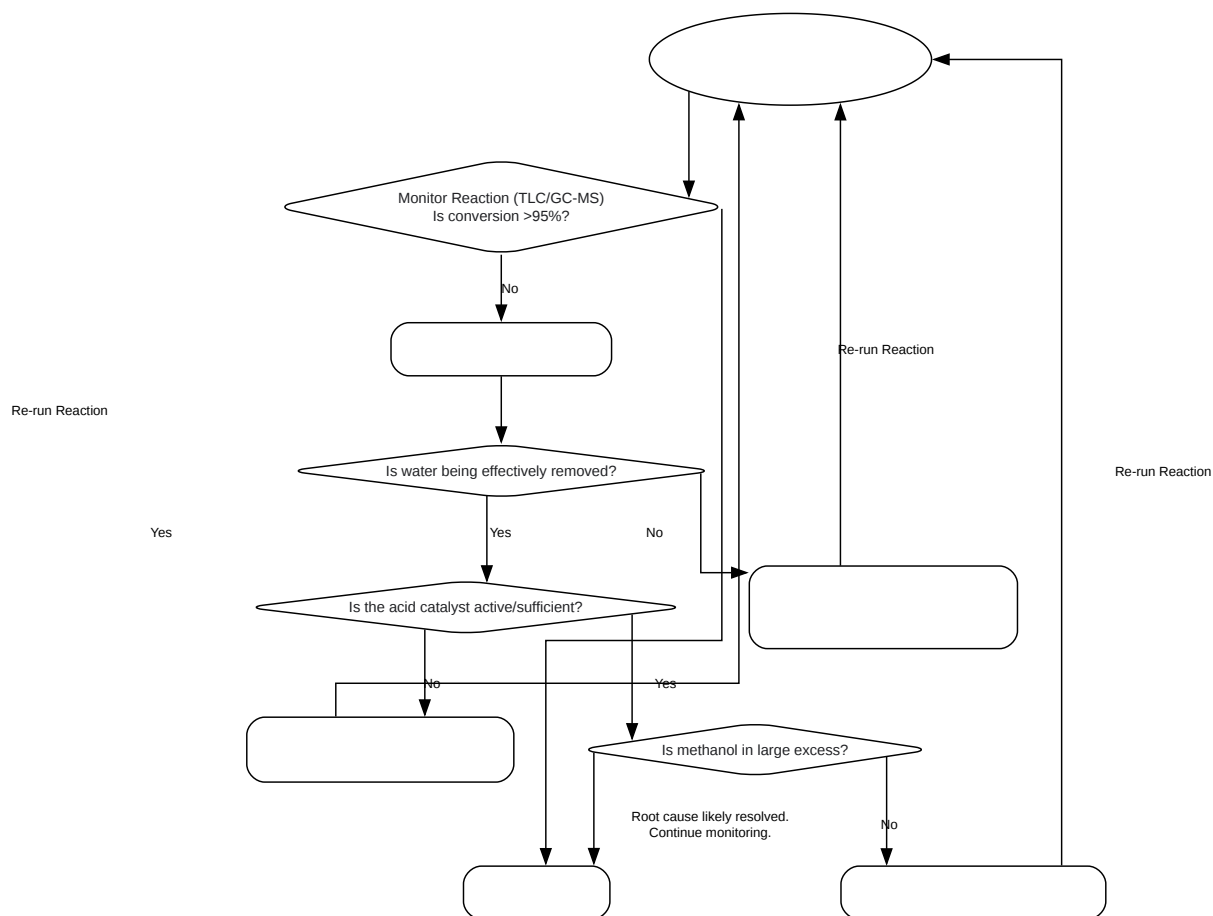 Monitor Reaction (TLC/GC-MS)
Is conversion >95%?
No
Re-run Reaction
Re-run Reaction
Is water being effectively removed?
Re-run Reaction
Yes
Yes
No
Is the acid catalyst active/sufficient?
No
Yes
Is methanol in large excess?
Root cause likely resolved.
Continue monitoring.
No